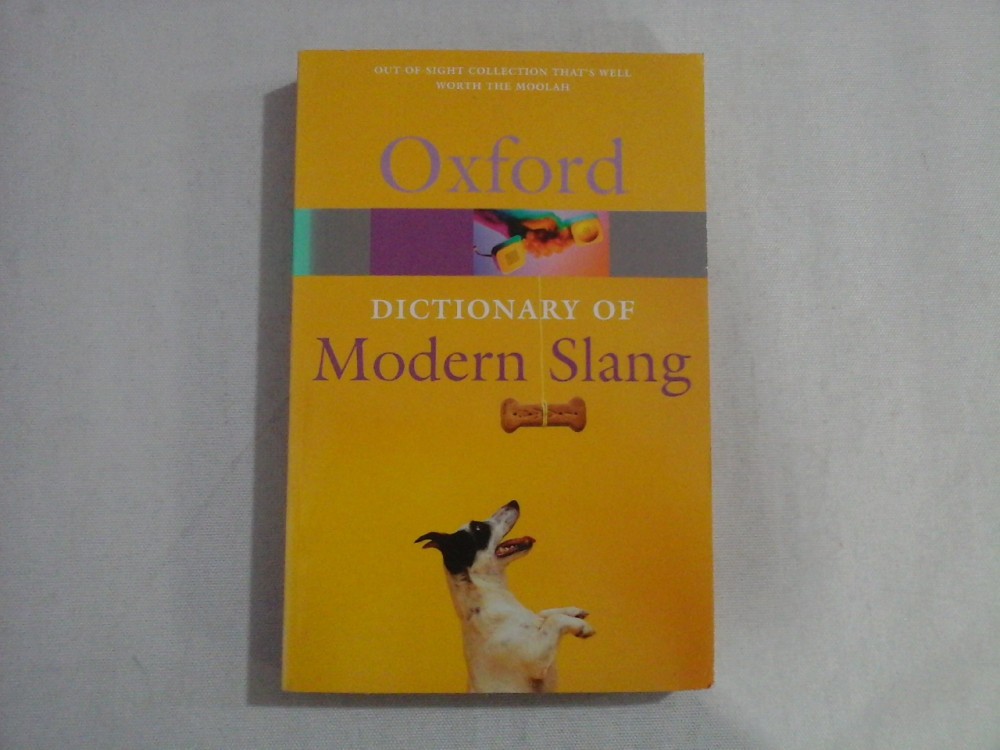 OUT OF SIGHT COLLECTION THAT'S WELL
WORTH THE MOOLAH
Oxford
DICTIONARY OF
Modern Slang